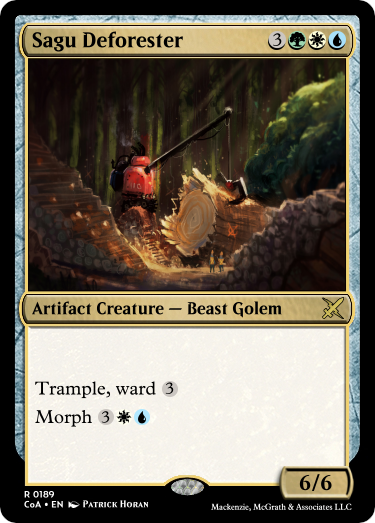 Sagu Deforester 3
Artifact Creature — Beast Golem
Trample, ward 3
Morph 3
6/6
R 0189
CoA • EN PATRICK HORAN
Mackenzie, McGrath & Associates LLC